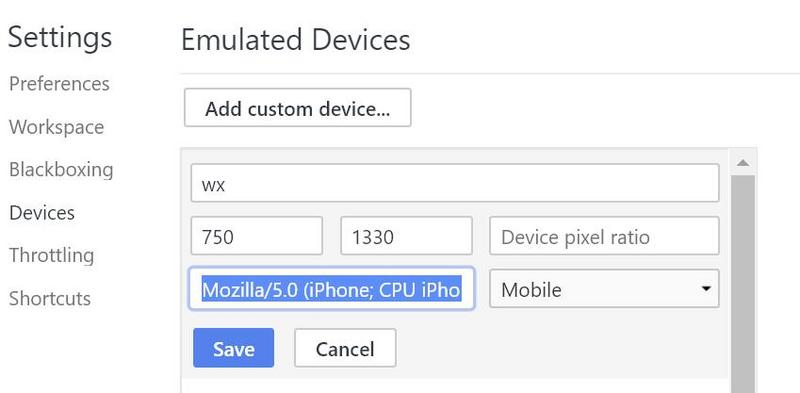 Settings
Preferences
Workspace
Blackboxing
Devices
Throttling
Shortcuts
Emulated Devices
Add custom device...
wx
750 1330 Device pixel ratio
Mozilla/5.0 (iPhone; CPU iPho Mobile
Save Cancel